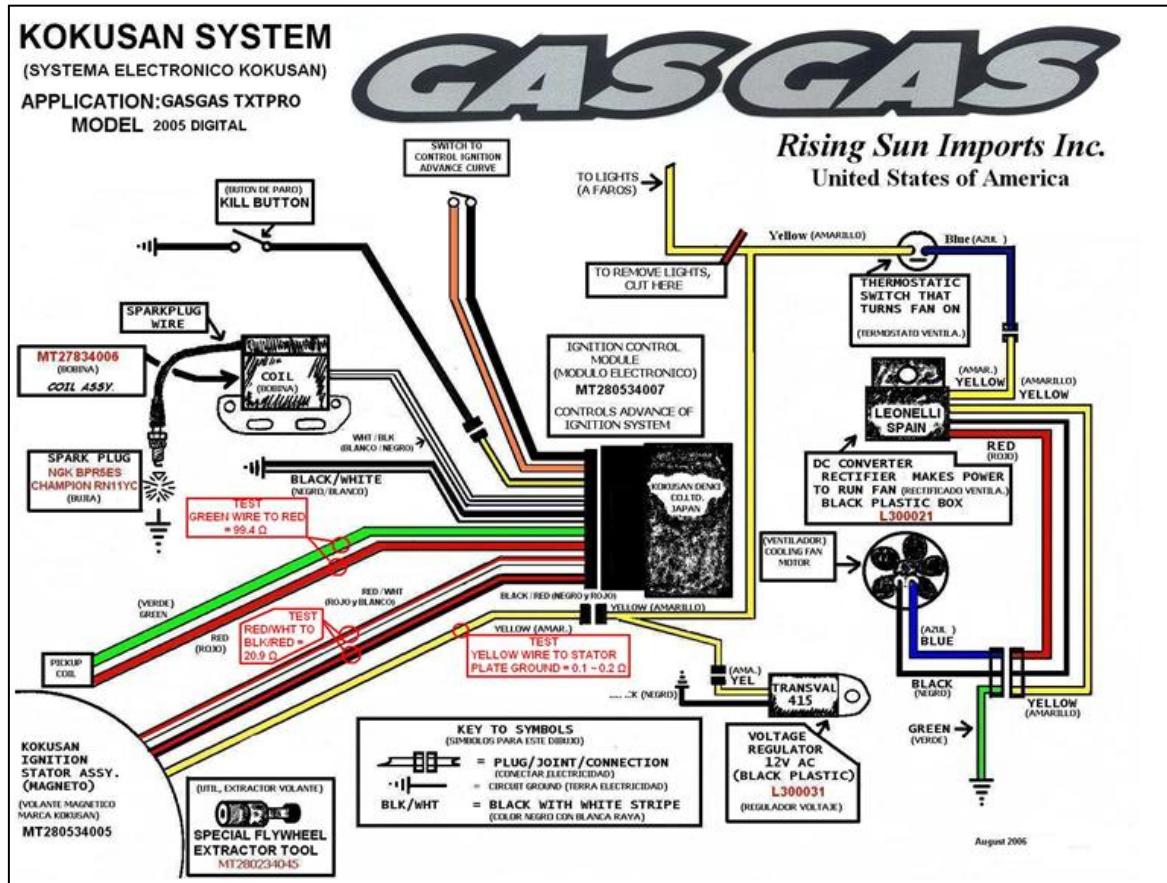 KOKUSAN SYSTEM
(SYSTEMA ELECTRONICO KOKUSAN)
APPLICATION:GASGAS TXTPRO
MODEL 2005 DIGITAL
GAS GAS
Rising Sun Imports Inc.
United States of America
SWITCH TO
CONTROL IGNITION
ADVANCE CURVE
(BUTON DE PARO)
KILL BUTTON
TO LIGHTS
(A FAROS)
Yellow (AMARILLO)
Blue (AZUL )
TO REMOVE LIGHTS,
CUT HERE
THERMOSTATIC
SWITCH THAT
TURNS FAN ON
(TERMOSTATO VENTILA.)
SPARKPLUG
WIRE
MT27834006
(BOBINA)
COIL ASSY.
COIL
(BOBINA)
SPARK PLUG
NGK BPR5ES
CHAMPION RN11YC
(BUJIA)
WHT/BLK
(BLANCO/NEGRO)
BLACK/WHITE
(NEGRO/BLANCO)
IGNITION CONTROL
MODULE
(MODULO ELECTRONICO)
MT280534007
CONTROLS ADVANCE OF
IGNITION SYSTEM
KOKUSAN DENKI
CO.LTD.
JAPAN
(AMAR.)
YELLOW
(AMARILLO)
YELLOW
LEONELLI
SPAIN
RED
(ROJO)
DC CONVERTER
RECTIFIER MAKES POWER
TO RUN FAN (RECTIFICADO VENTILA.)
BLACK PLASTIC BOX
L300021
(VENTILADOR)
COOLING FAN
MOTOR
TEST
GREEN WIRE TO RED
= 99.4 Ω
(VERDE)
GREEN
RED
(ROJO)
RED/WHT
(ROJO y BLANCO)
BLACK/RED (NEGRO y ROJO)
TEST
RED/WHT TO
BLK/RED =
20.9 Ω
YELLOW (AMAR.)
YELLOW (AMARILLO)
TEST
YELLOW WIRE TO STATOR
PLATE GROUND = 0.1 - 0.2 Ω
PICKUP
COIL
(AZUL )
BLUE
BLACK
(NEGRO)
YELLOW
(AMARILLO)
GREEN
(VERDE)
(AMA.)
YEL
(NEGRO)
TRANSVAL
415
VOLTAGE
REGULATOR
12V AC
(BLACK PLASTIC)
L300031
(REGULADOR VOLTAJE)
KOKUSAN
IGNITION
STATOR ASSY.
(MAGNETO)
(VOLANTE MAGNETICO
MARCA KOKUSAN)
MT280534005
(UTIL, EXTRACTOR VOLANTE)
SPECIAL FLYWHEEL
EXTRACTOR TOOL
MT280234045
KEY TO SYMBOLS
(SIMBOLOS PARA ESTE DIBUJO)
= PLUG/JOINT/CONNECTION
(CONECTAR ELECTRICIDAD)
= CIRCUIT GROUND (TERRA ELECTRICIDAD)
BLK/WHT = BLACK WITH WHITE STRIPE
(COLOR NEGRO CON BLANCA RAYA)
August 2006